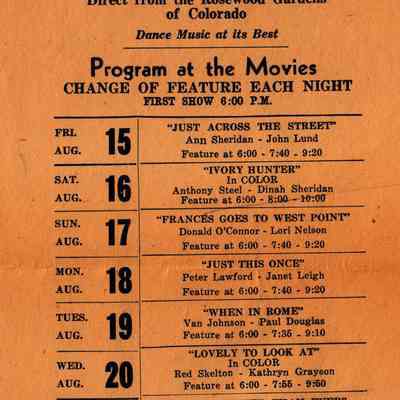 Direct from the Rosewood Gardens
of Colorado
Dance Music at its Best
Program at the Movies
CHANGE OF FEATURE EACH NIGHT
FIRST SHOW 6:00 P.M.
FRI. AUG. 15
"JUST ACROSS THE STREET"
Ann Sheridan - John Lund
Feature at 6:00 - 7:40 - 9:20
SAT. AUG. 16
"IVORY HUNTER"
In COLOR
Anthony Steel - Dinah Sheridan
Feature at 6:00 - 8:00 - 10:00
SUN. AUG. 17
"FRANCES GOES TO WEST POINT"
Donald O'Connor - Lori Nelson
Feature at 6:00 - 7:40 - 9:20
MON. AUG. 18
"JUST THIS ONCE"
Peter Lawford - Janet Leigh
Feature at 6:00 - 7:40 - 9:20
TUES. AUG. 19
"WHEN IN ROME"
Van Johnson - Paul Douglas
Feature at 6:00 - 7:35 - 9:10
WED. AUG. 20
"LOVELY TO LOOK AT"
In COLOR
Red Skelton - Kathryn Grayson
Feature at 6:00 - 7:55 - 9:50